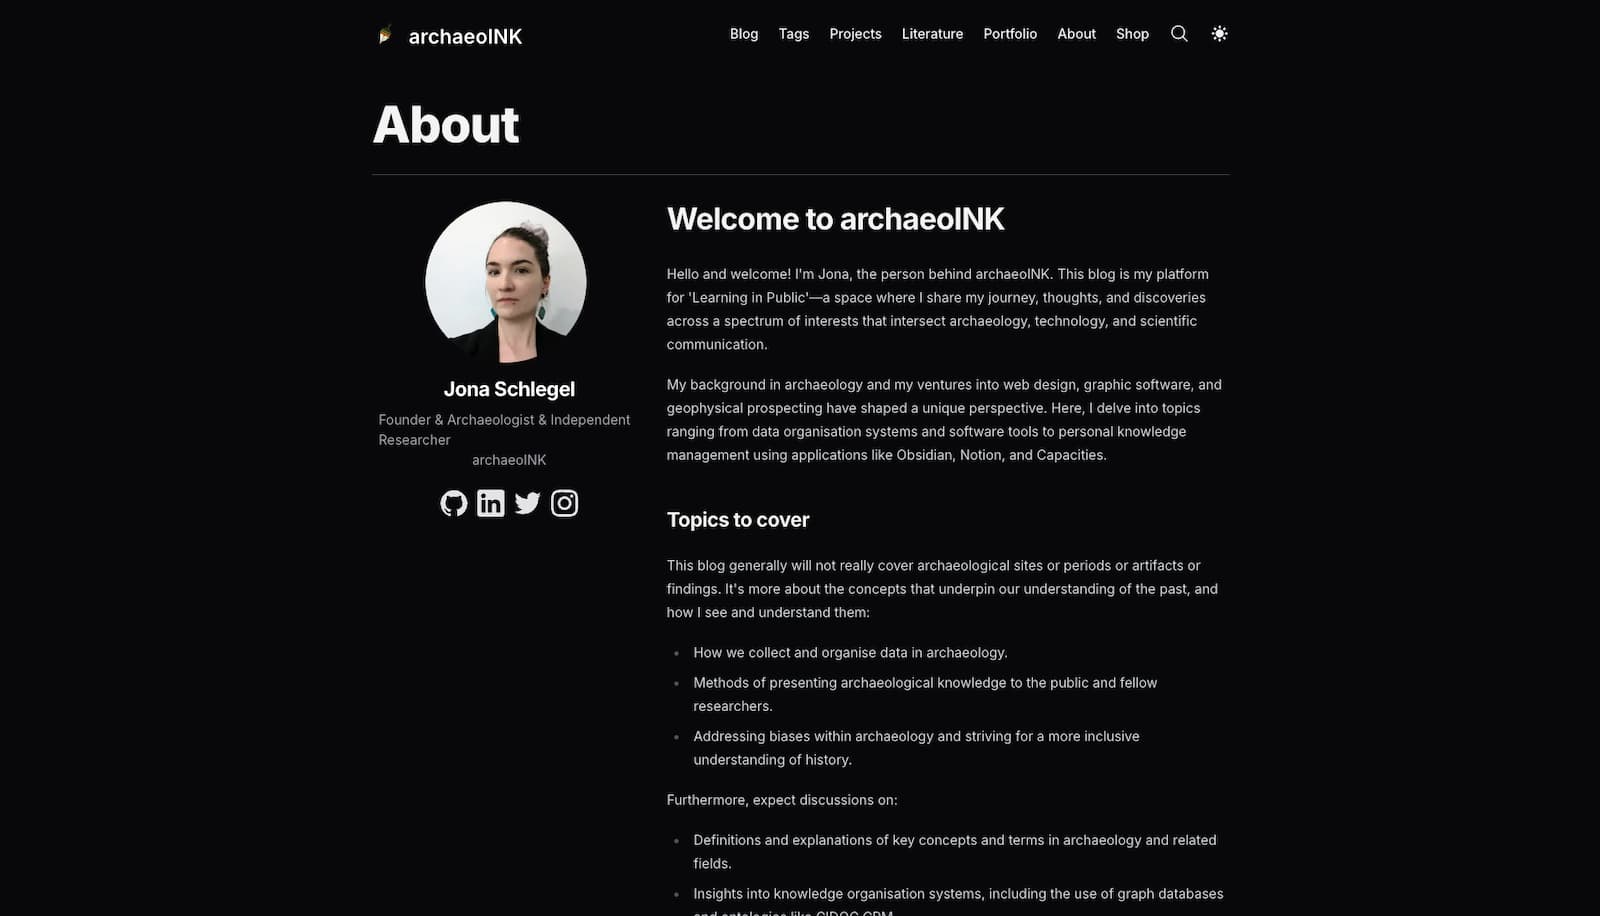 archaeoINK
Blog Tags Projects Literature Portfolio About Shop
About
Jona Schlegel
Founder & Archaeologist & Independent
Researcher
archaeoINK
Welcome to archaeoINK
Hello and welcome! I'm Jona, the person behind archaeoINK. This blog is my platform
for 'Learning in Public'—a space where I share my journey, thoughts, and discoveries
across a spectrum of interests that intersect archaeology, technology, and scientific
communication.
My background in archaeology and my ventures into web design, graphic software, and
geophysical prospecting have shaped a unique perspective. Here, I delve into topics
ranging from data organisation systems and software tools to personal knowledge
management using applications like Obsidian, Notion, and Capacities.
Topics to cover
This blog generally will not really cover archaeological sites or periods or artifacts or
findings. It's more about the concepts that underpin our understanding of the past, and
how I see and understand them:
How we collect and organise data in archaeology.
Methods of presenting archaeological knowledge to the public and fellow
researchers.
Addressing biases within archaeology and striving for a more inclusive
understanding of history.
Furthermore, expect discussions on:
Definitions and explanations of key concepts and terms in archaeology and related
fields.
Insights into knowledge organisation systems, including the use of graph databases
and ontologies like CIDOC CRM.